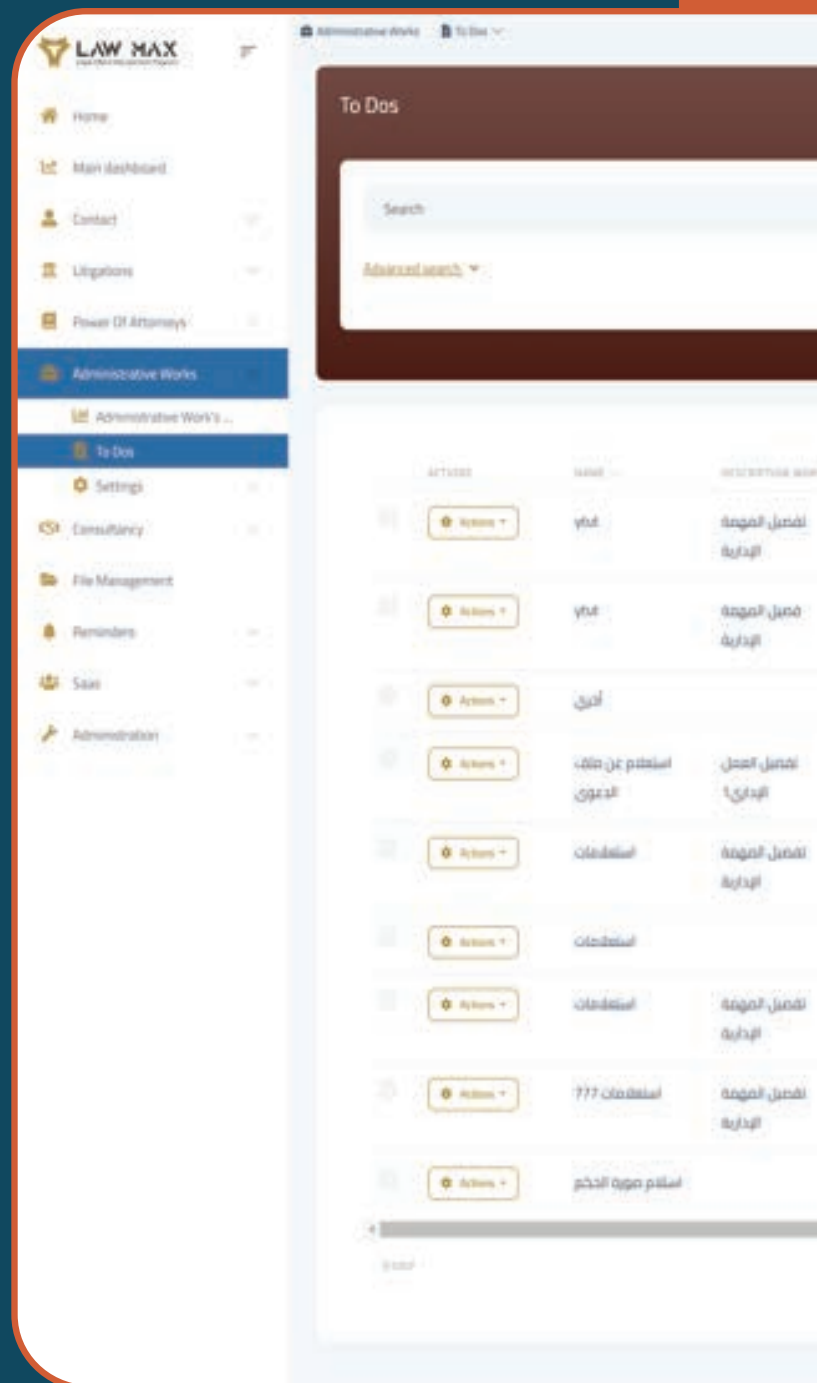 LAW MAX
Administrative Works To Dos
Home
Main dashboard
Contact
Litigations
Power Of Attorneys
Administrative Works
Administrative Work's ...
To Dos
Settings
Consultancy
File Management
Reminders
Saas
Administration
To Dos
Search
Advanced search
ACTIONS NAME
Actions ytut تفصيل المهمة
الإدارية
Actions ytut فصيل المهمة
الإدارية
Actions أخرى
Actions استعلام عن ملف تفصيل العمل
الدعوى الإداري1
Actions استعلامات تفصيل المهمة
الإدارية
Actions استعلامات
Actions استعلامات تفصيل المهمة
الإدارية
Actions استعلامات 777 تفصيل المهمة
الإدارية
Actions استلام صورة الحكم